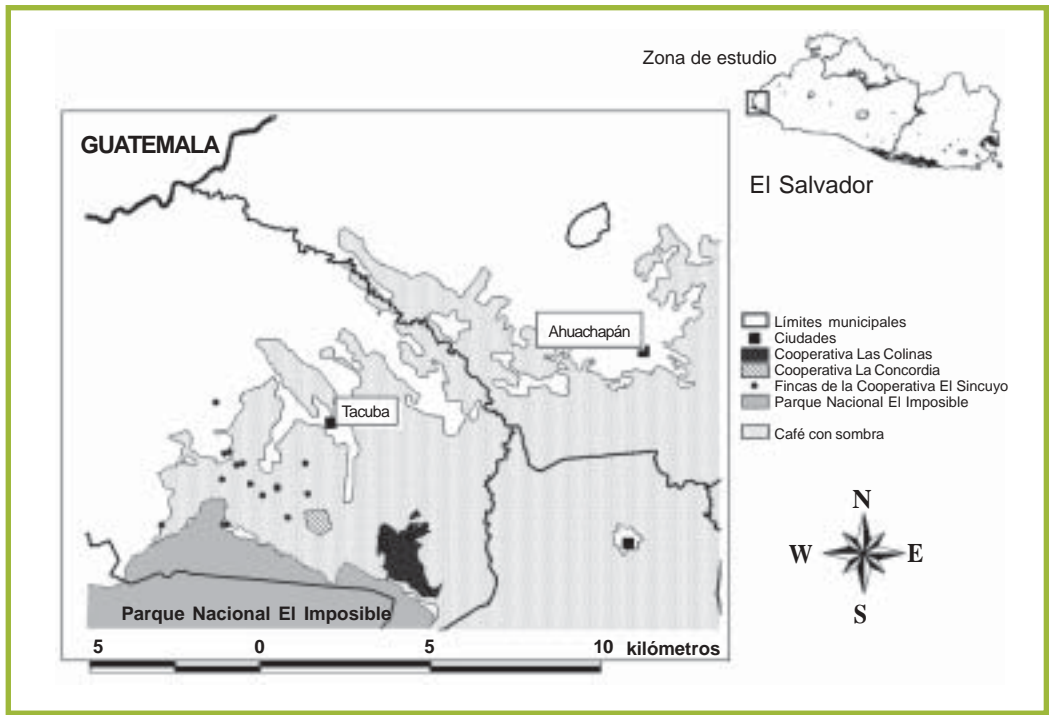 Zona de estudio
GUATEMALA
El Salvador
Ahuachapán
Límites municipales
Ciudades
Cooperativa Las Colinas
Cooperativa La Concordia
Fincas de la Cooperativa El Sincuyo
Parque Nacional El Imposible
Café con sombra
Tacuba
N
W E
S
Parque Nacional El Imposible
5 0 5 10 kilómetros